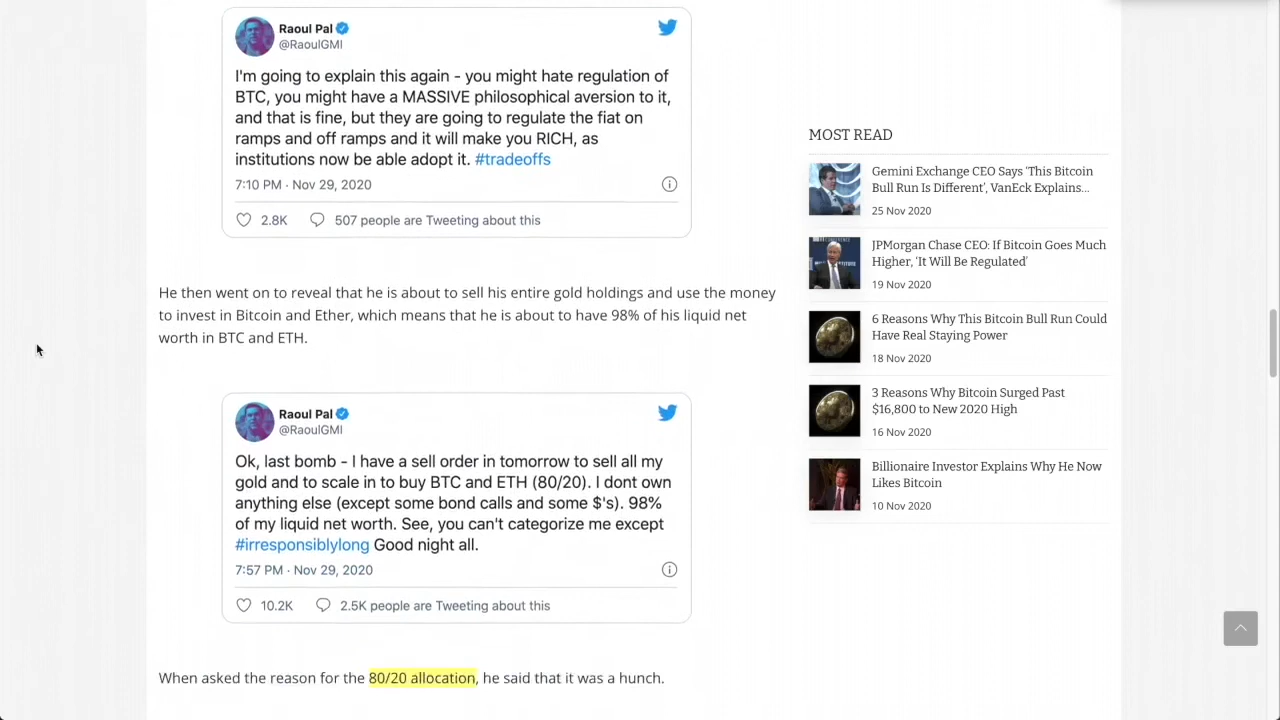 Raoul Pal
@RaoulGMI
I'm going to explain this again - you might hate regulation of
BTC, you might have a MASSIVE philosophical aversion to it,
and that is fine, but they are going to regulate the fiat on
ramps and off ramps and it will make you RICH, as
institutions now be able adopt it. #tradeoffs
7:10 PM · Nov 29, 2020
2.8K 507 people are Tweeting about this
He then went on to reveal that he is about to sell his entire gold holdings and use the money
to invest in Bitcoin and Ether, which means that he is about to have 98% of his liquid net
worth in BTC and ETH.
Raoul Pal
@RaoulGMI
Ok, last bomb - I have a sell order in tomorrow to sell all my
gold and to scale in to buy BTC and ETH (80/20). I dont own
anything else (except some bond calls and some $'s). 98%
of my liquid net worth. See, you can't categorize me except
#irresponsiblylong Good night all.
7:57 PM · Nov 29, 2020
10.2K 2.5K people are Tweeting about this
When asked the reason for the 80/20 allocation, he said that it was a hunch.
MOST READ
Gemini Exchange CEO Says ‘This Bitcoin
Bull Run Is Different’, VanEck Explains...
25 Nov 2020
JPMorgan Chase CEO: If Bitcoin Goes Much
Higher, ‘It Will Be Regulated’
19 Nov 2020
6 Reasons Why This Bitcoin Bull Run Could
Have Real Staying Power
18 Nov 2020
3 Reasons Why Bitcoin Surged Past
$16,800 to New 2020 High
16 Nov 2020
Billionaire Investor Explains Why He Now
Likes Bitcoin
10 Nov 2020